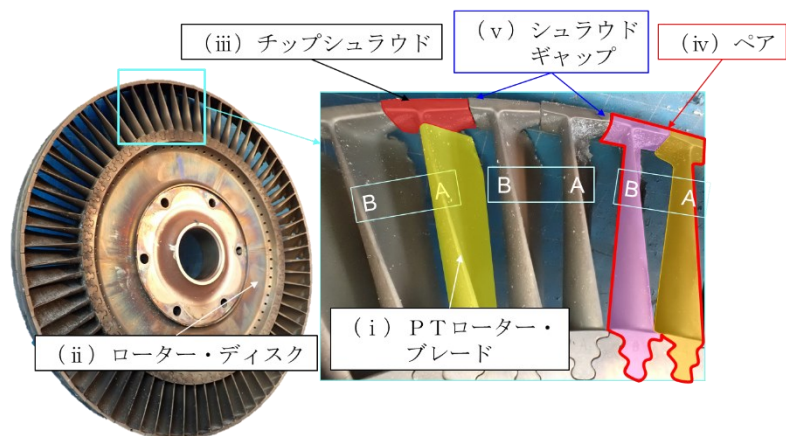 (ⅲ) チップシュラウド
(ⅴ) シュラウド
ギャップ
(ⅳ) ペア
B
A
B
A
B
A
(ⅰ) PTローター・
ブレード
(ⅱ) ローター・ディスク